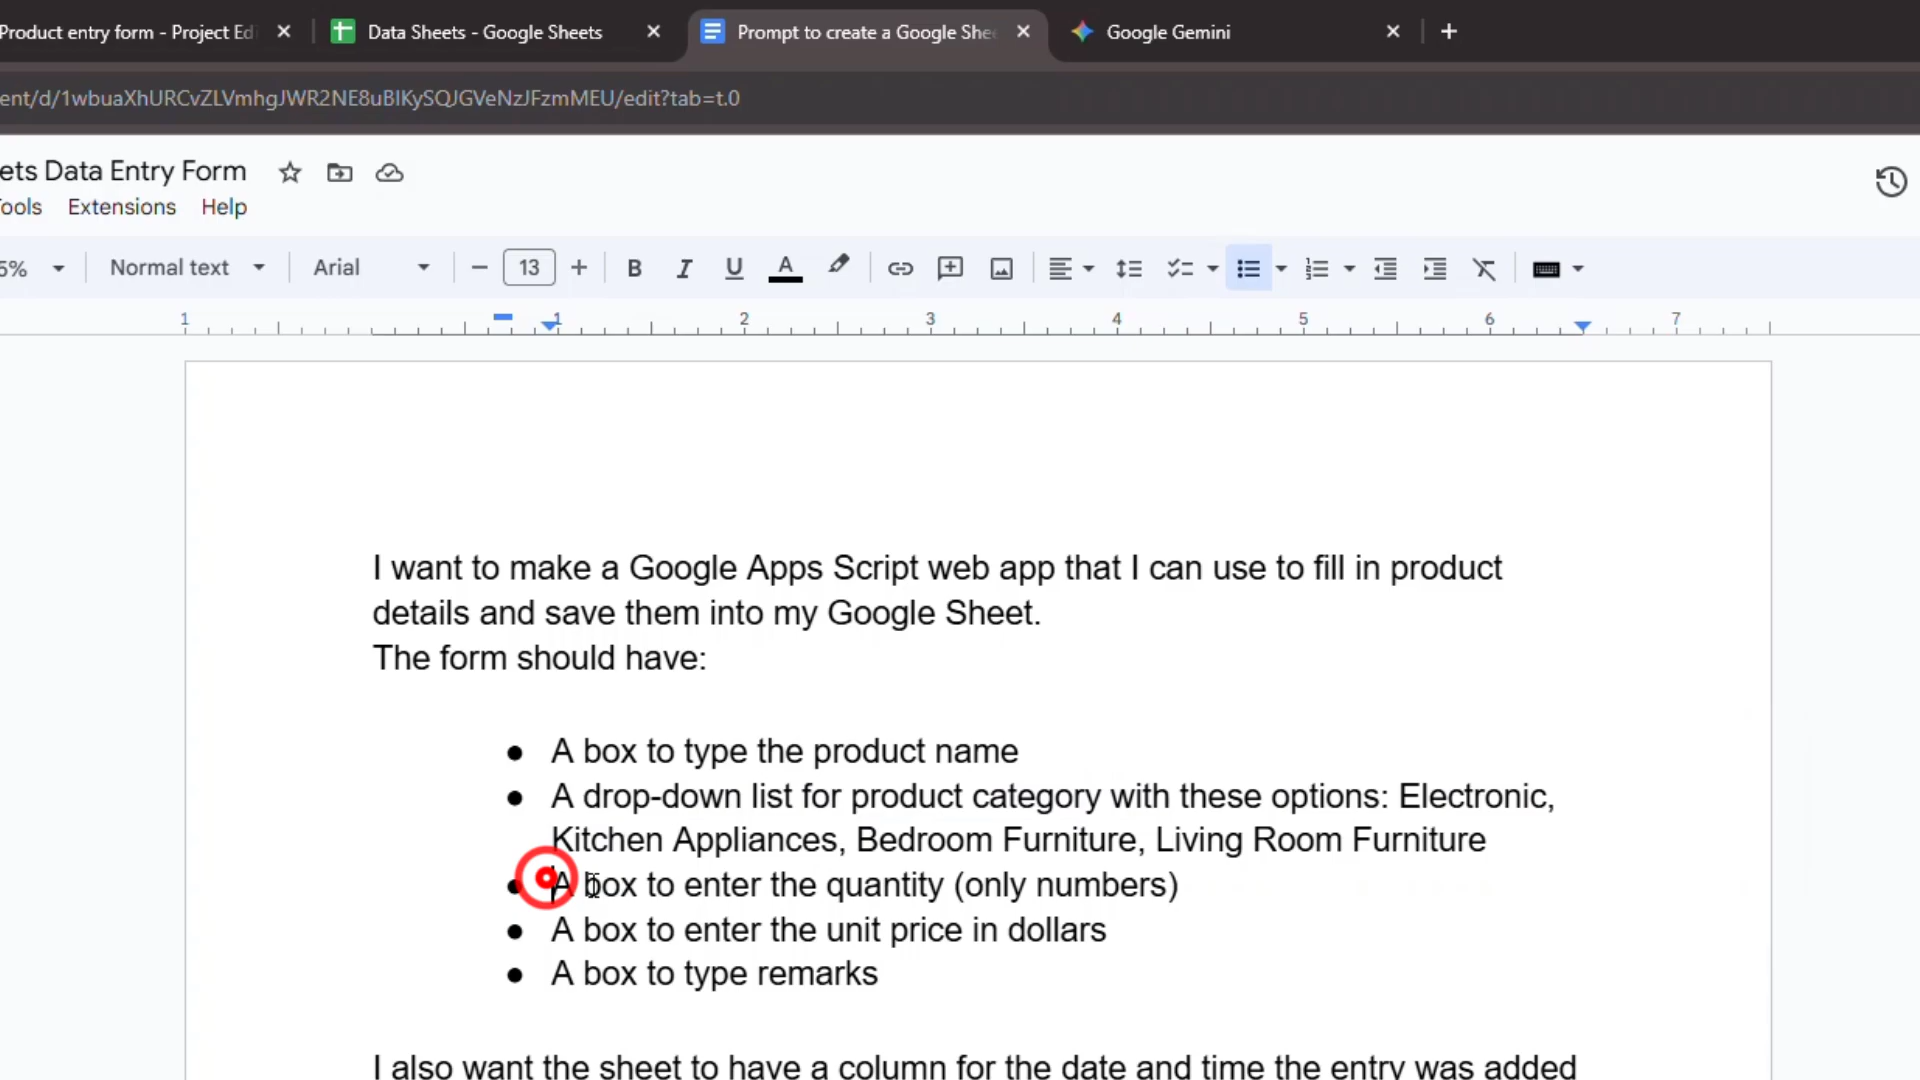 Product entry form - Project Ed
Data Sheets - Google Sheets
Prompt to create a Google She
Google Gemini
ent/d/1wbuaXhURCvZLVmhgJWR2NE8uBlKySQJGVeNzJFzmMEU/edit?tab=t.0
ets Data Entry Form
Tools Extensions Help
5% Normal text Arial 13
1 1 2 3 4 5 6 7
I want to make a Google Apps Script web app that I can use to fill in product
details and save them into my Google Sheet.
The form should have:
● A box to type the product name
● A drop-down list for product category with these options: Electronic,
Kitchen Appliances, Bedroom Furniture, Living Room Furniture
● A box to enter the quantity (only numbers)
● A box to enter the unit price in dollars
● A box to type remarks
I also want the sheet to have a column for the date and time the entry was added